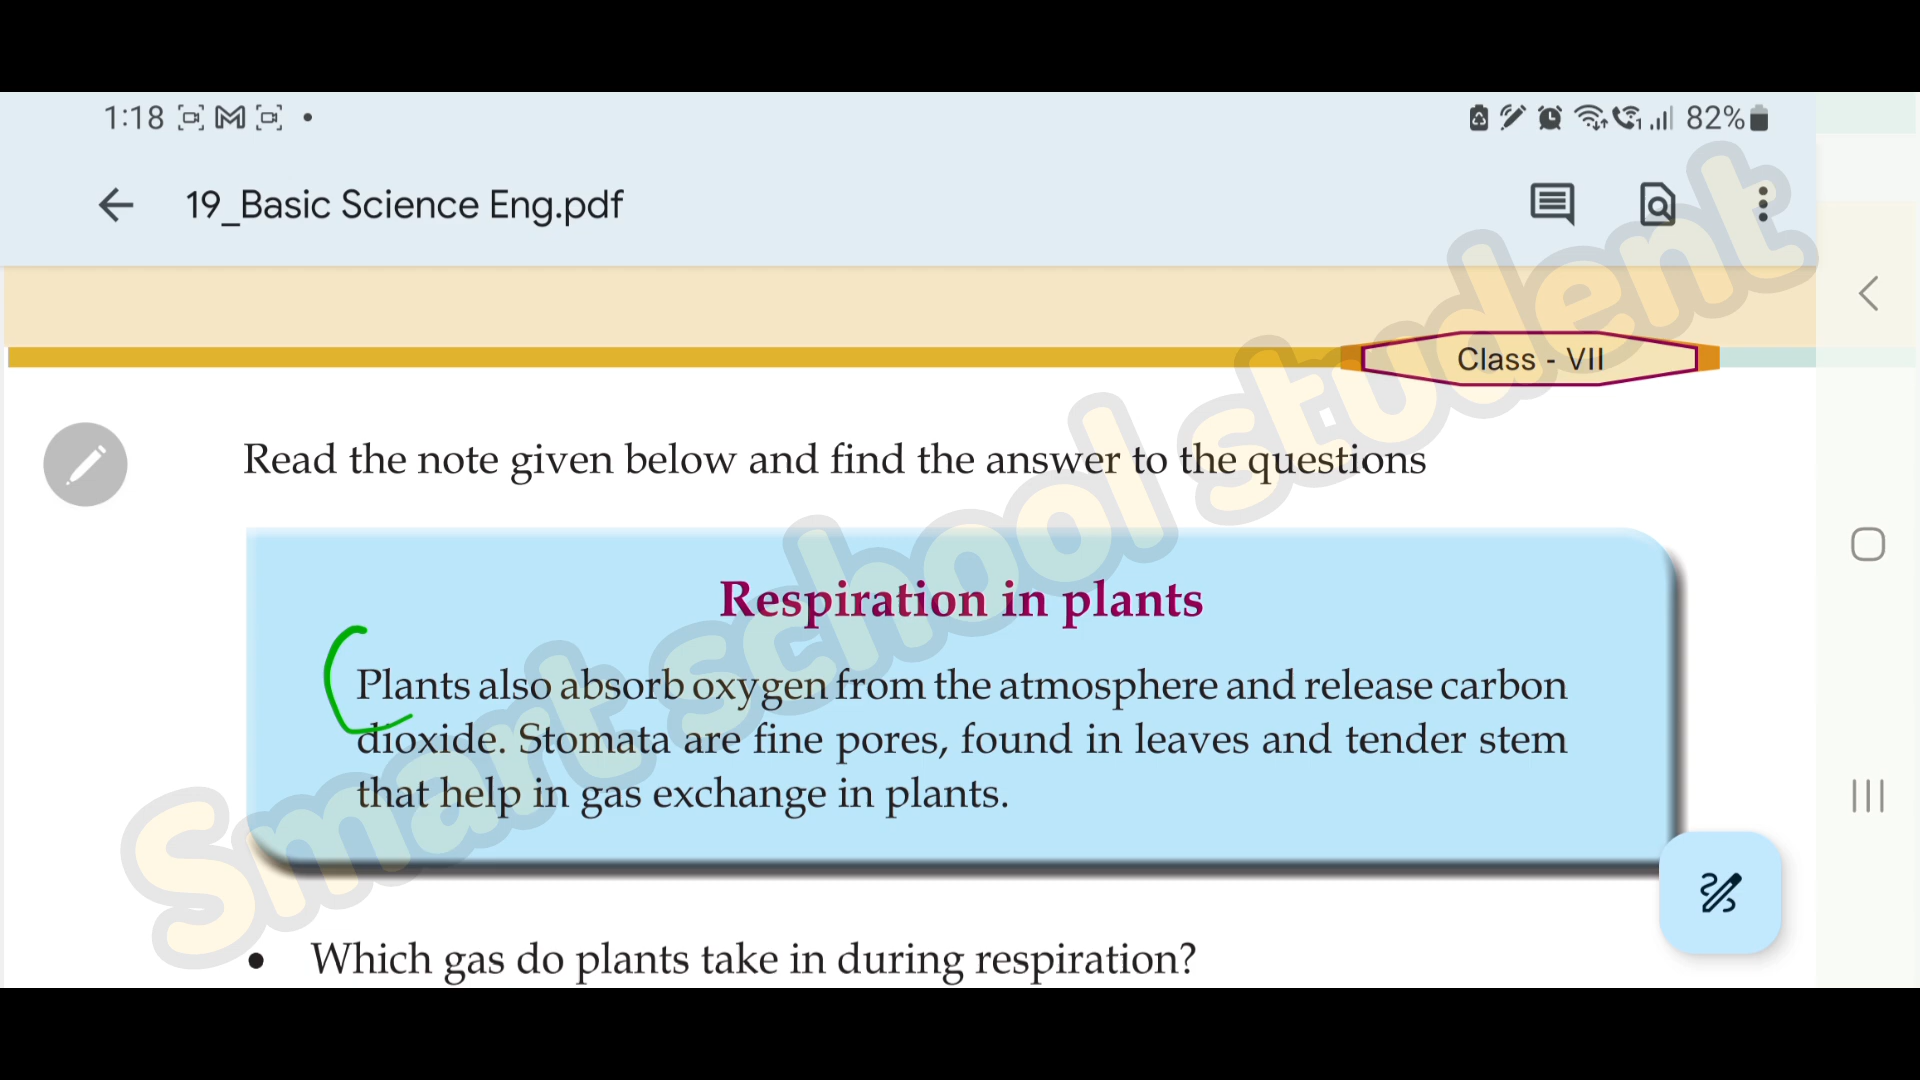 1:18 82%
19_Basic Science Eng.pdf
Class - VII
Read the note given below and find the answer to the questions
Respiration in plants
Plants also absorb oxygen from the atmosphere and release carbon
dioxide. Stomata are fine pores, found in leaves and tender stem
that help in gas exchange in plants.
• Which gas do plants take in during respiration?
Smart school student